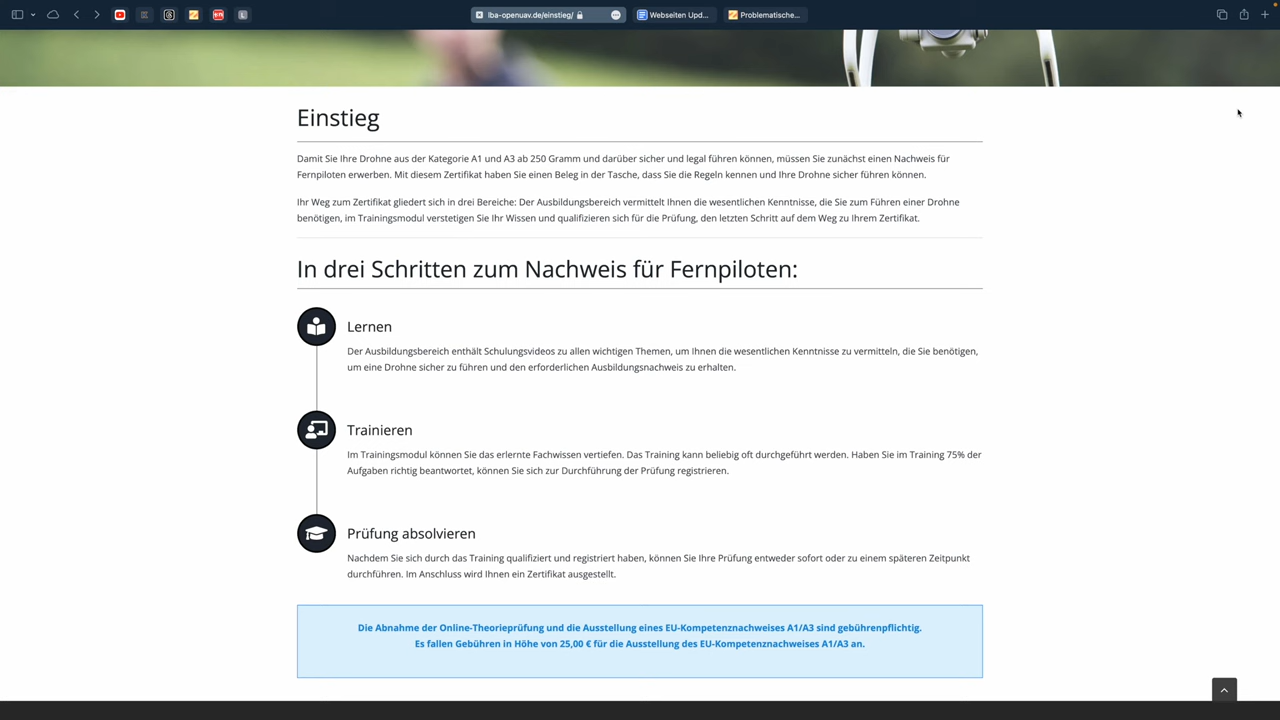 lba-openuav.de/einstieg/
Webseiten Upd...
Problematische...
Einstieg
Damit Sie Ihre Drohne aus der Kategorie A1 und A3 ab 250 Gramm und darüber sicher und legal führen können, müssen Sie zunächst einen Nachweis für
Fernpiloten erwerben. Mit diesem Zertifikat haben Sie einen Beleg in der Tasche, dass Sie die Regeln kennen und Ihre Drohne sicher führen können.
Ihr Weg zum Zertifikat gliedert sich in drei Bereiche: Der Ausbildungsbereich vermittelt Ihnen die wesentlichen Kenntnisse, die Sie zum Führen einer Drohne
benötigen, im Trainingsmodul verstetigen Sie Ihr Wissen und qualifizieren sich für die Prüfung, den letzten Schritt auf dem Weg zu Ihrem Zertifikat.
In drei Schritten zum Nachweis für Fernpiloten:
Lernen
Der Ausbildungsbereich enthält Schulungsvideos zu allen wichtigen Themen, um Ihnen die wesentlichen Kenntnisse zu vermitteln, die Sie benötigen,
um eine Drohne sicher zu führen und den erforderlichen Ausbildungsnachweis zu erhalten.
Trainieren
Im Trainingsmodul können Sie das erlernte Fachwissen vertiefen. Das Training kann beliebig oft durchgeführt werden. Haben Sie im Training 75% der
Aufgaben richtig beantwortet, können Sie sich zur Durchführung der Prüfung registrieren.
Prüfung absolvieren
Nachdem Sie sich durch das Training qualifiziert und registriert haben, können Sie Ihre Prüfung entweder sofort oder zu einem späteren Zeitpunkt
durchführen. Im Anschluss wird Ihnen ein Zertifikat ausgestellt.
Die Abnahme der Online-Theorieprüfung und die Ausstellung eines EU-Kompetenznachweises A1/A3 sind gebührenpflichtig.
Es fallen Gebühren in Höhe von 25,00 € für die Ausstellung des EU-Kompetenznachweises A1/A3 an.